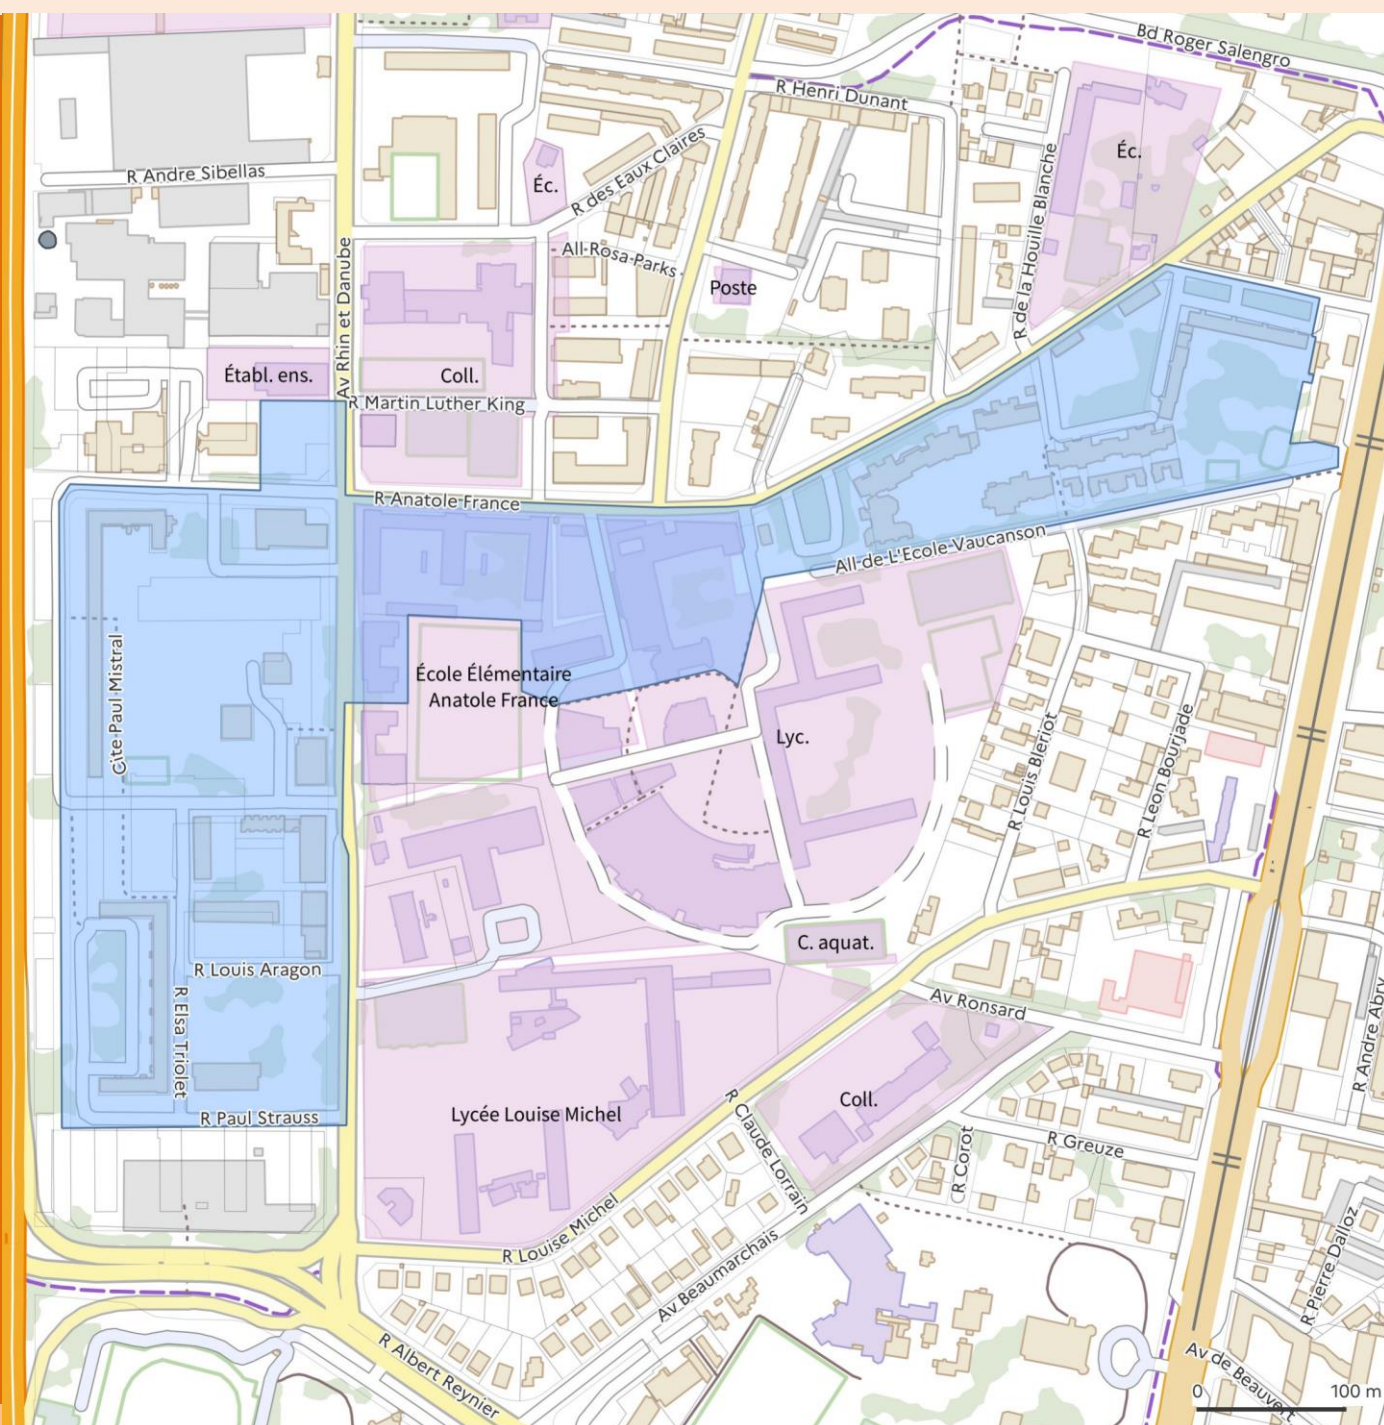 Bd Roger Salengro
R Henri Dunant
Éc.
R Andre Sibellas
Éc.
R des Eaux Claires
R de la Houille Blanche
All Rosa Parks
Av Rhin et Danube
Poste
Établ. ens.
Coll.
R Martin Luther King
R Anatole France
All de L'Ecole Vaucanson
Cite Paul Mistral
École Élémentaire
Anatole France
Lyc.
R Louis Bleriot
R Leon Bourjade
C. aquat.
R Louis Aragon
R Elsa Triolet
Av Ronsard
R Andre Abry
R Paul Strauss
Lycée Louise Michel
Coll.
R Claude Lorrain
R Corot
R Greuze
R Louise Michel
Av Beaumarchais
R Pierre Dalloz
R Albert Reynier
Av de Beauvert
0 100 m